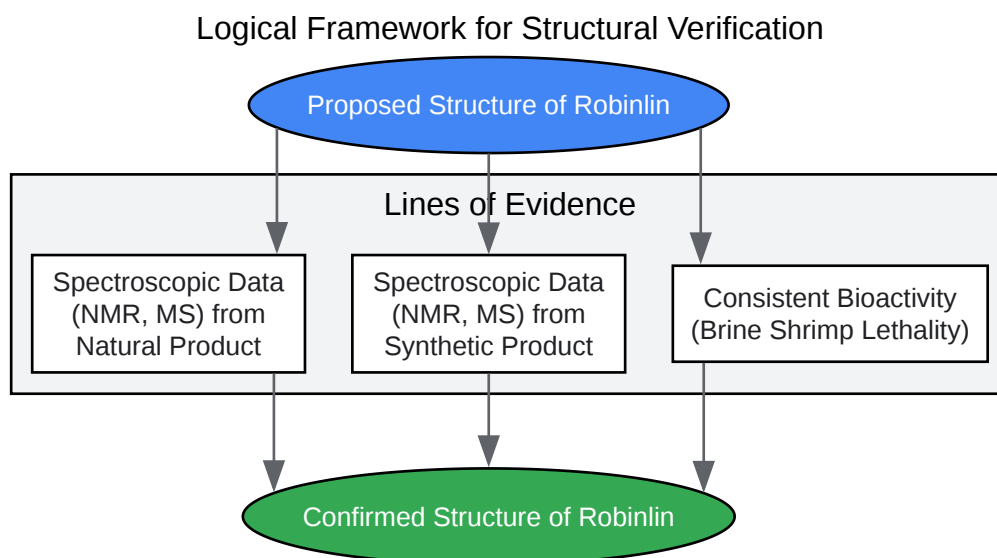 Logical Framework for Structural Verification
Proposed Structure of Robinlin
Lines of Evidence
Spectroscopic Data
(NMR, MS) from
Natural Product
Spectroscopic Data
(NMR, MS) from
Synthetic Product
Consistent Bioactivity
(Brine Shrimp Lethality)
Confirmed Structure of Robinlin